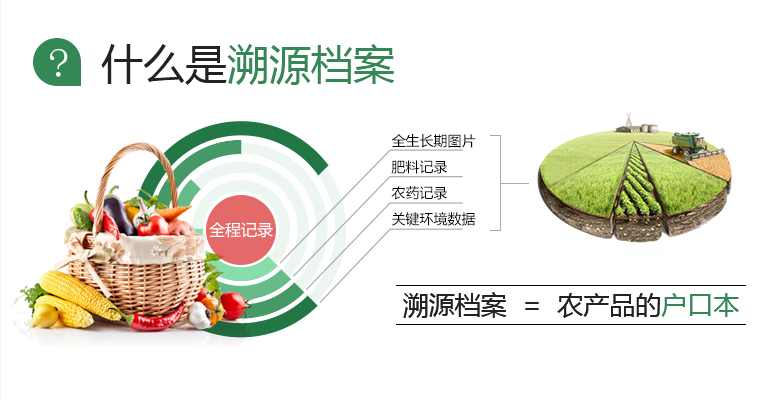 ?
什么是溯源档案
全生长期图片
肥料记录
农药记录
关键环境数据
全程记录
溯源档案 = 农产品的户口本